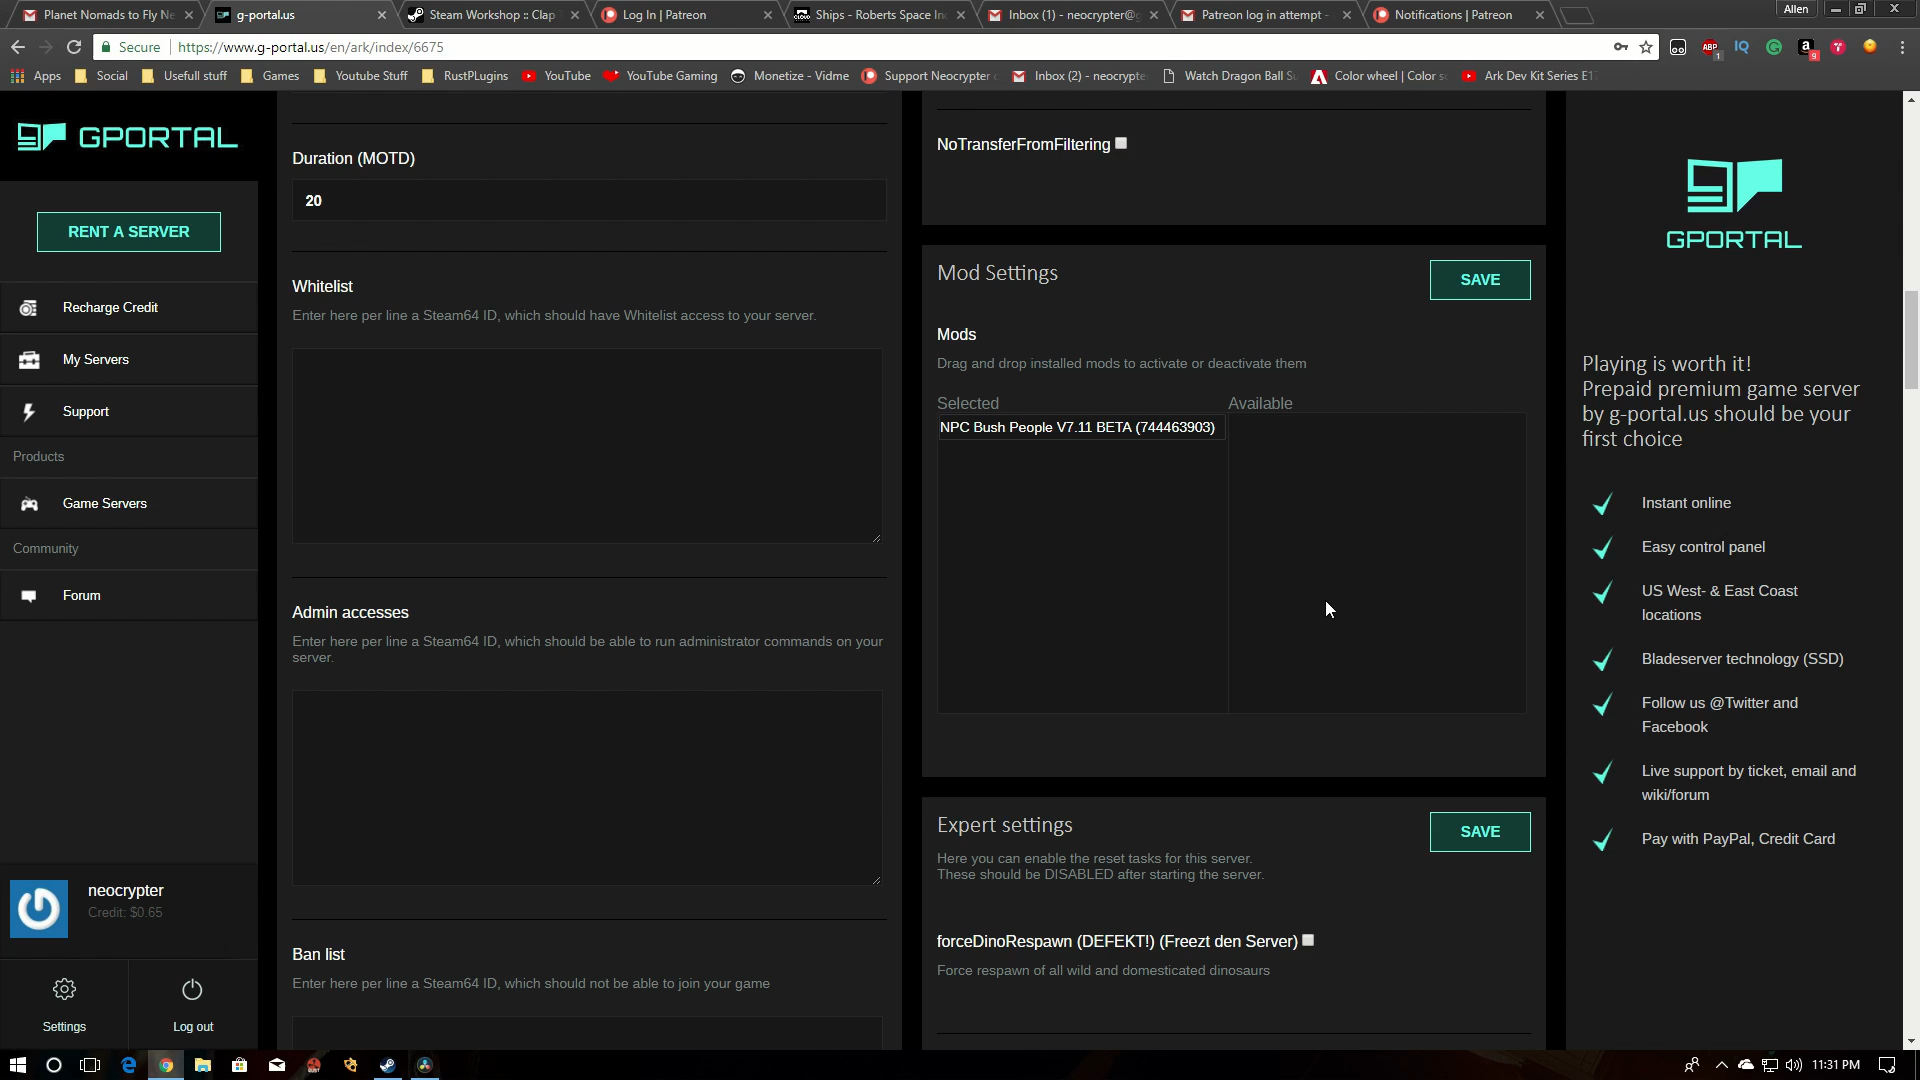 Planet Nomads to Fly Ne
g-portal.us
Steam Workshop :: Clap
Log In | Patreon
Ships - Roberts Space In
Inbox (1) - neocrypter@g
Patreon log in attempt -
Notifications | Patreon
Allen
Secure
https://www.g-portal.us/en/ark/index/6675
Apps
Social
Usefull stuff
Games
Youtube Stuff
RustPLugins
YouTube
YouTube Gaming
Monetize - Vidme
Support Neocrypter
Inbox (2) - neocrypte
Watch Dragon Ball Su
Color wheel | Color sc
Ark Dev Kit Series E1
GPORTAL
RENT A SERVER
Recharge Credit
My Servers
Support
Products
Game Servers
Community
Forum
neocrypter
Credit: $0.65
Settings
Log out
Duration (MOTD)
20
Whitelist
Enter here per line a Steam64 ID, which should have Whitelist access to your server.
Admin accesses
Enter here per line a Steam64 ID, which should be able to run administrator commands on your
server.
Ban list
Enter here per line a Steam64 ID, which should not be able to join your game
NoTransferFromFiltering
Mod Settings
SAVE
Mods
Drag and drop installed mods to activate or deactivate them
Selected
Available
NPC Bush People V7.11 BETA (744463903)
Expert settings
SAVE
Here you can enable the reset tasks for this server.
These should be DISABLED after starting the server.
forceDinoRespawn (DEFEKT!) (Freezt den Server)
Force respawn of all wild and domesticated dinosaurs
GPORTAL
Playing is worth it!
Prepaid premium game server
by g-portal.us should be your
first choice
Instant online
Easy control panel
US West- & East Coast
locations
Bladeserver technology (SSD)
Follow us @Twitter and
Facebook
Live support by ticket, email and
wiki/forum
Pay with PayPal, Credit Card
11:31 PM